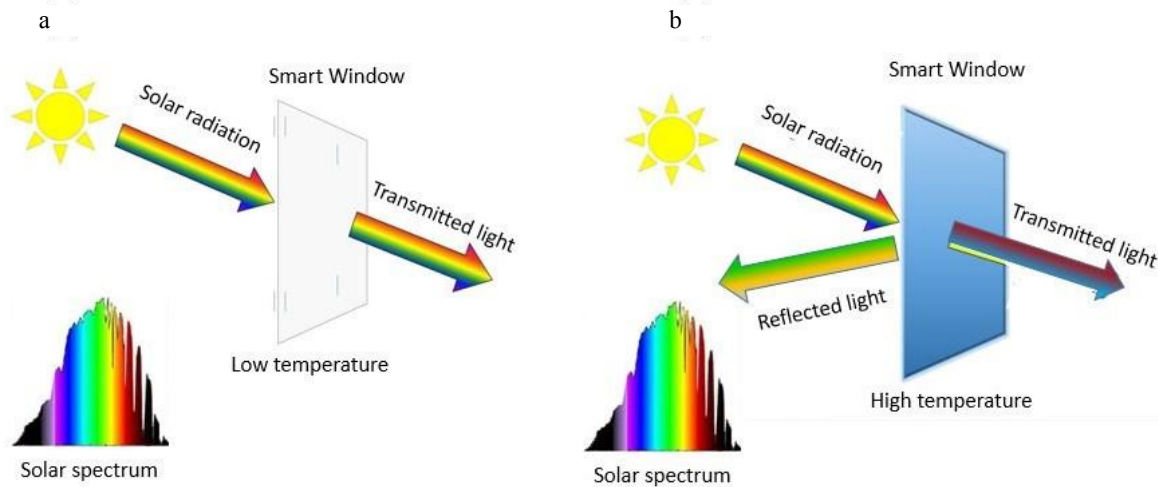 a
Smart Window
Solar radiation
Transmitted light
Low temperature
Solar spectrum
b
Smart Window
Solar radiation
Transmitted light
Reflected light
High temperature
Solar spectrum